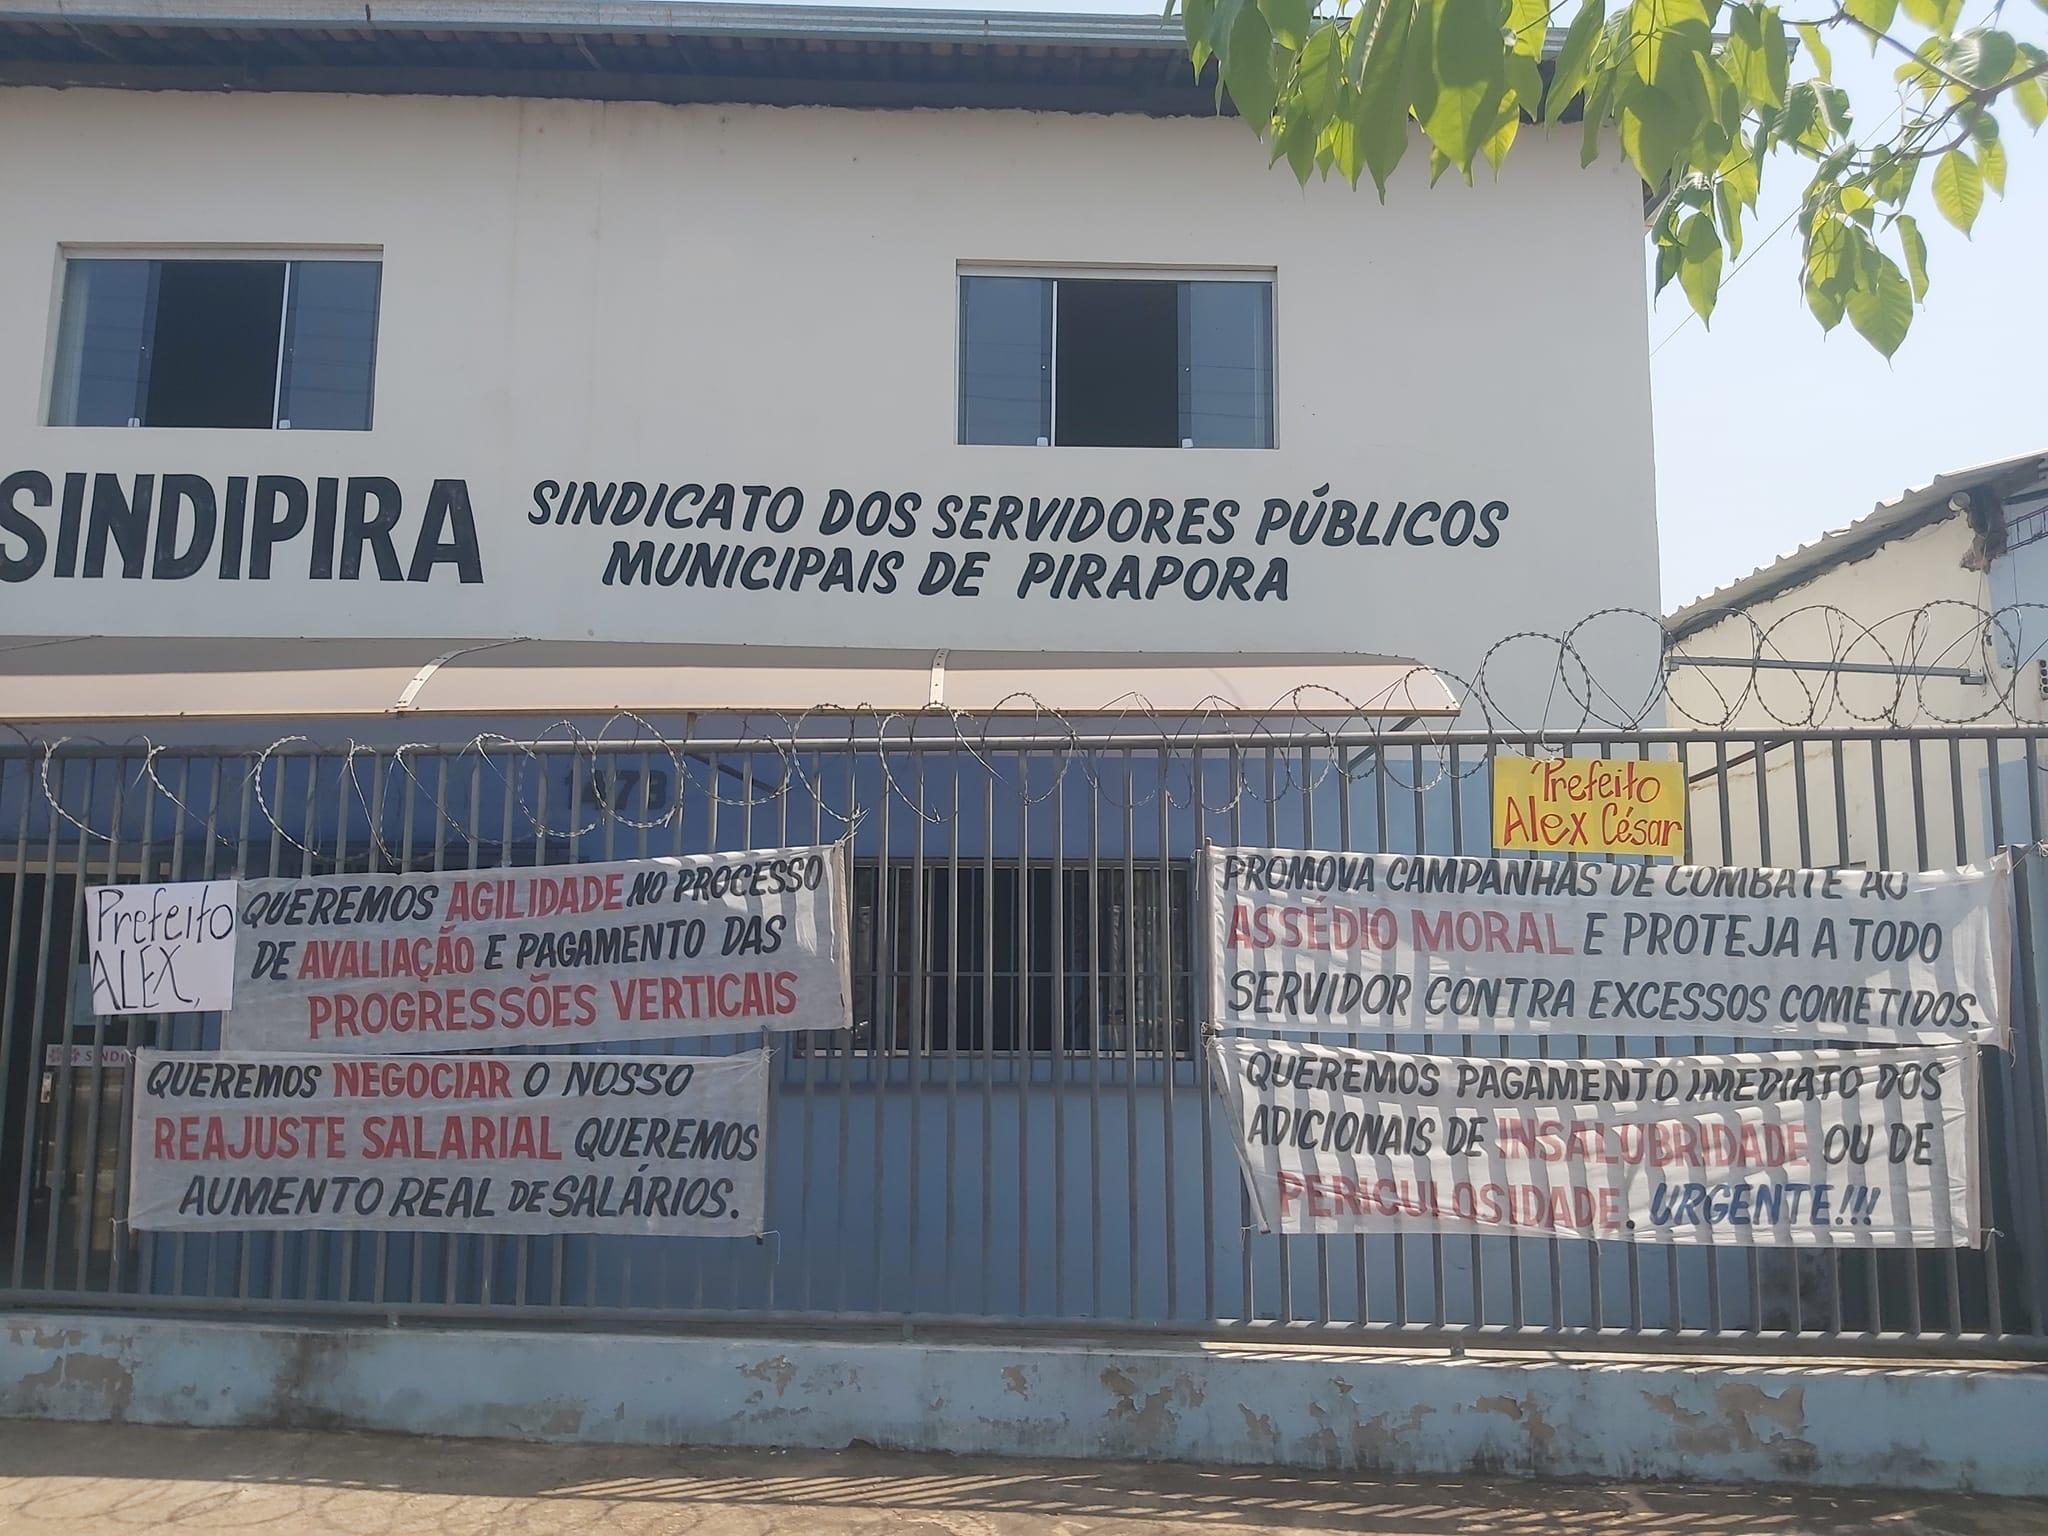 SINDIPIRA
SINDICATO DOS SERVIDORES PÚBLICOS
MUNICIPAIS DE PIRAPORA
1473
Prefeito
ALEX,
QUEREMOS AGILIDADE NO PROCESSO
DE AVALIAÇÃO E PAGAMENTO DAS
PROGRESSÕES VERTICAIS
SINDI
QUEREMOS NEGOCIAR O NOSSO
REAJUSTE SALARIAL QUEREMOS
AUMENTO REAL DE SALÁRIOS.
Prefeito
Alex César
PROMOVA CAMPANHAS DE COMBATE AO
ASSÉDIO MORAL E PROTEJA A TODO
SERVIDOR CONTRA EXCESSOS COMETIDOS.
QUEREMOS PAGAMENTO IMEDIATO DOS
ADICIONAIS DE INSALUBRIDADE OU DE
PERICULOSIDADE. URGENTE!!!